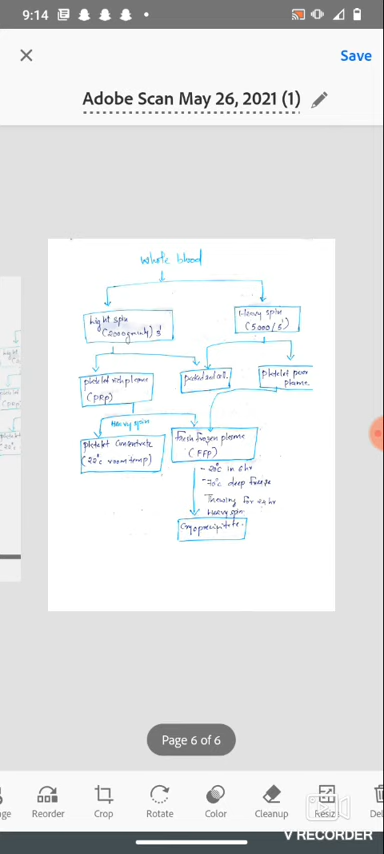 9:14
Save
Adobe Scan May 26, 2021 (1)
Whole blood
Light spin
Heavy spin
(5000/5')
platelet rich plasma
(PRP)
packed red cell.
Platelet poor
plasma.
Heavy spin
platelet concentrate
(20°c room temp)
Fresh frozen plasma
(FFP)
-20°c in 6hr
-70°c deep freeze
Thawing for 24 hr
Heavy spin
Cryoprecipitate.
Page 6 of 6
Reorder
Crop
Rotate
Color
Cleanup
Resize
V RECORDER